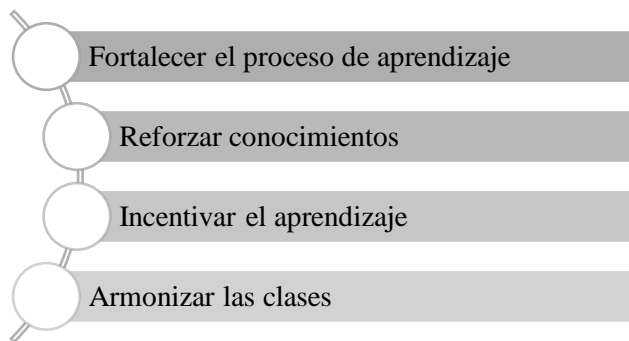 Fortalecer el proceso de aprendizaje
Reforzar conocimientos
Incentivar el aprendizaje
Armonizar las clases